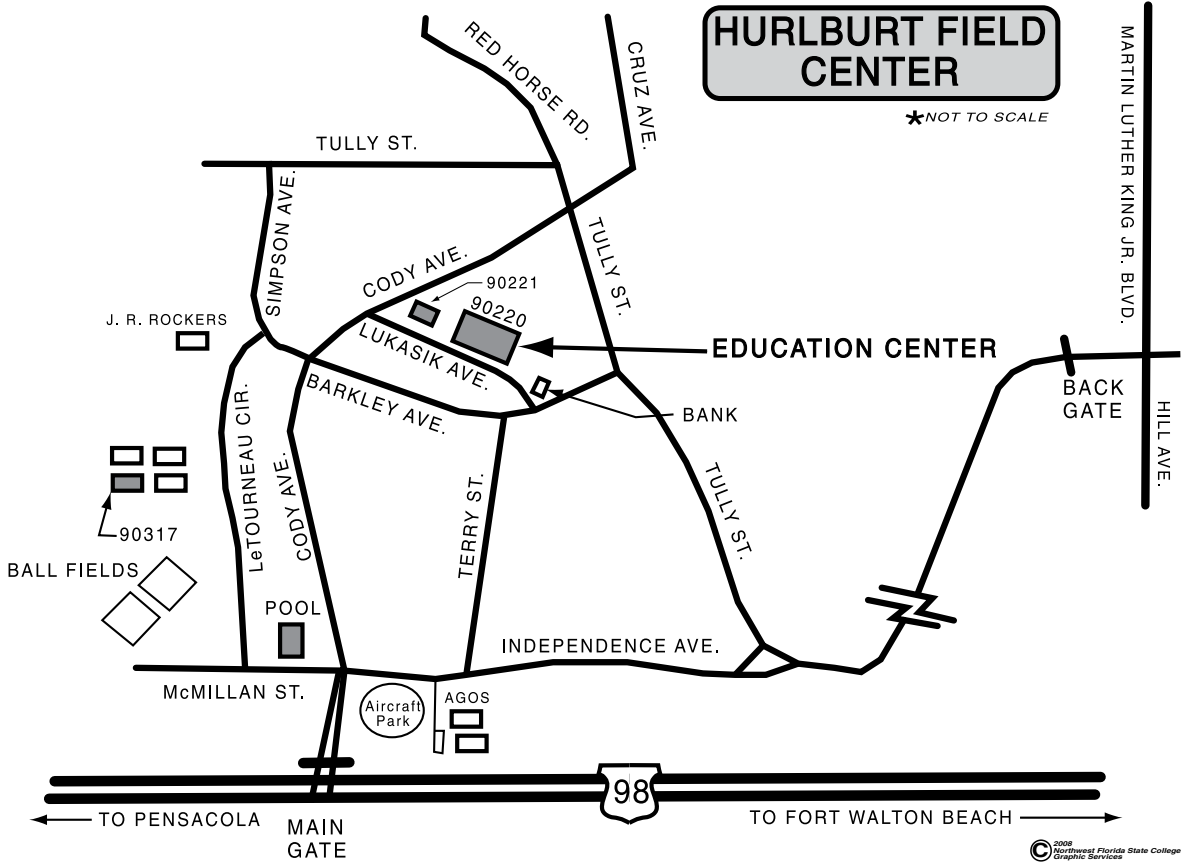 HURLBURT FIELD
CENTER
*NOT TO SCALE
RED HORSE RD.
CRUZ AVE.
MARTIN LUTHER KING JR. BLVD.
TULLY ST.
SIMPSON AVE.
TULLY ST.
CODY AVE.
90221
90220
J. R. ROCKERS
LUKASIK AVE.
EDUCATION CENTER
BARKLEY AVE.
BANK
BACK
GATE
HILL AVE.
LeTOURNEAU CIR.
CODY AVE.
TERRY ST.
TULLY ST.
90317
BALL FIELDS
POOL
INDEPENDENCE AVE.
McMILLAN ST.
Aircraft
Park
AGOS
98
TO PENSACOLA
MAIN
GATE
TO FORT WALTON BEACH
© 2008
Northwest Florida State College
Graphic Services